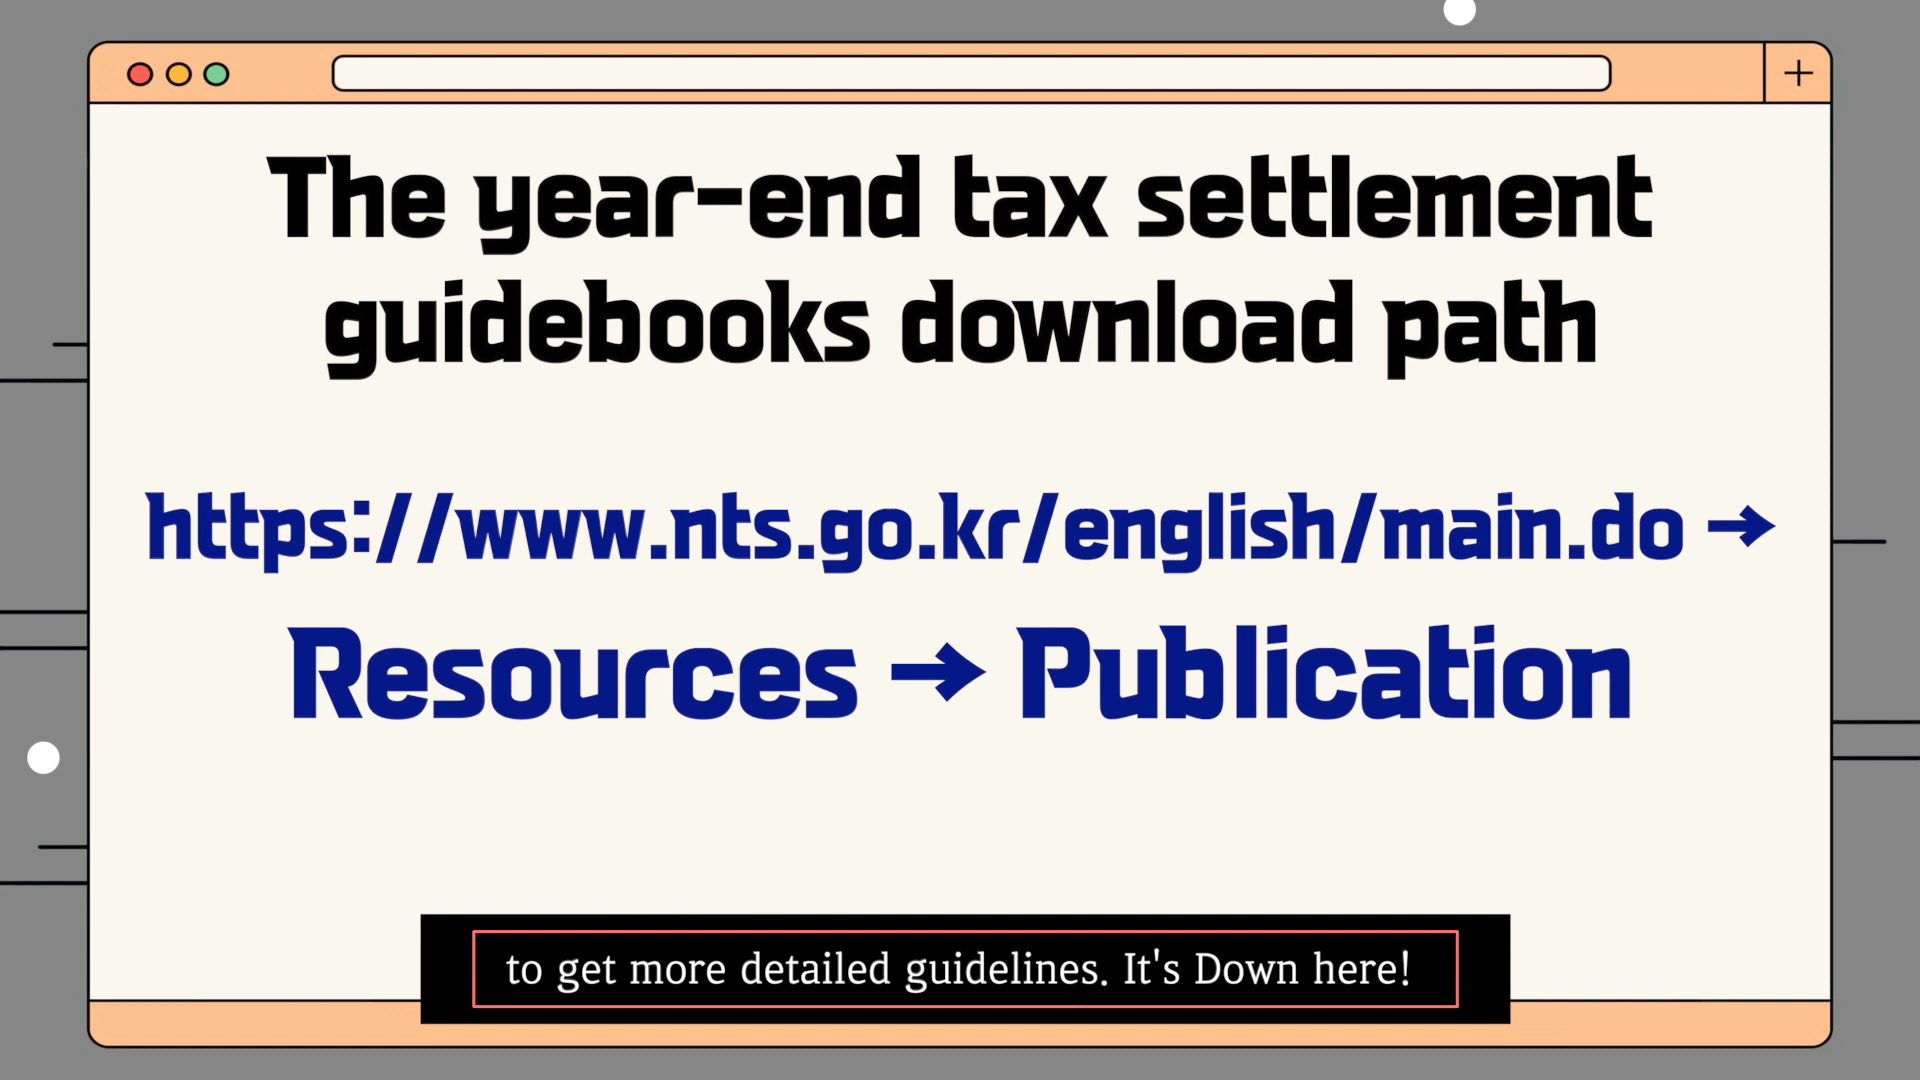 The year-end tax settlement
guidebooks download path
https://www.nts.go.kr/english/main.do →
Resources → Publication
to get more detailed guidelines. It's Down here!